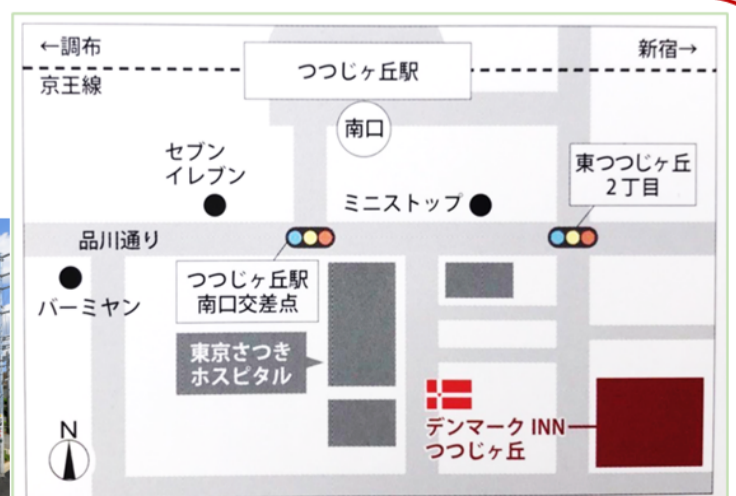 ←調布
新宿→
京王線
つつじヶ丘駅
南口
セブン
イレブン
ミニストップ
東つつじヶ丘
2丁目
品川通り
つつじヶ丘駅
南口交差点
バーミヤン
東京さつき
ホスピタル
デンマーク INN
つつじヶ丘
N